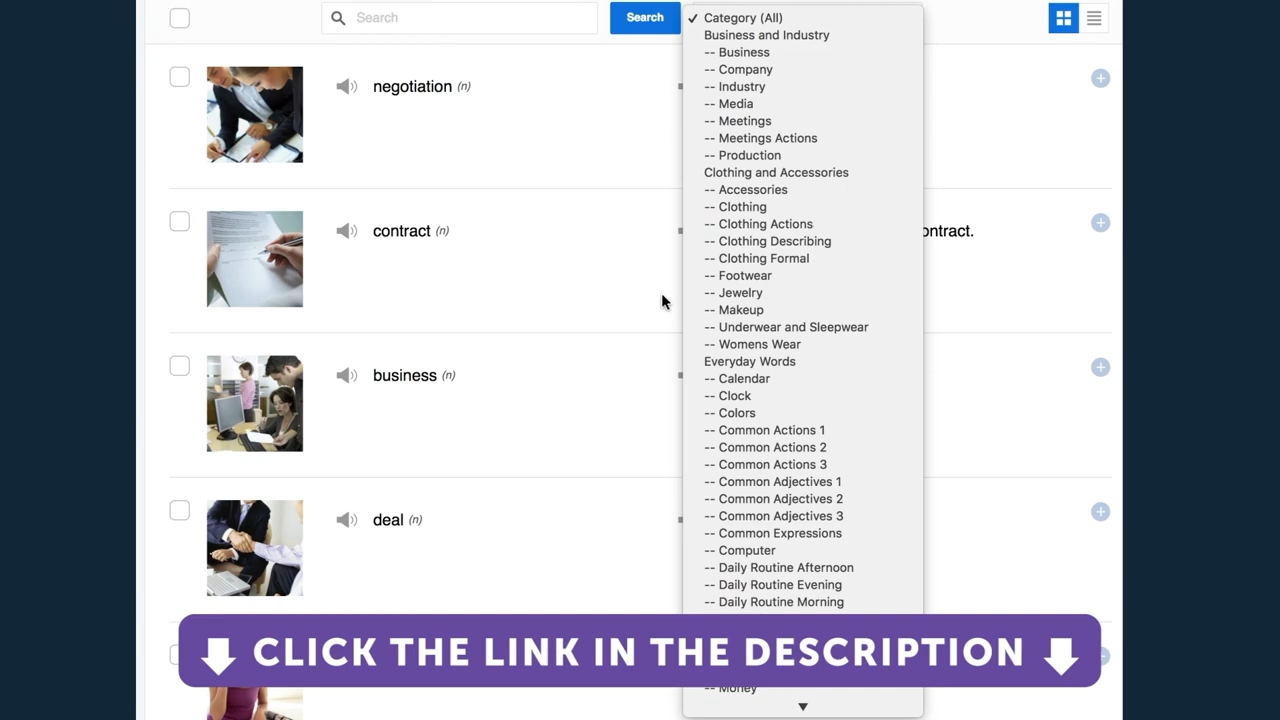 Search
Search
✓ Category (All)
Business and Industry
-- Business
-- Company
-- Industry
-- Media
-- Meetings
-- Meetings Actions
-- Production
Clothing and Accessories
-- Accessories
-- Clothing
-- Clothing Actions
-- Clothing Describing
-- Clothing Formal
-- Footwear
-- Jewelry
-- Makeup
-- Underwear and Sleepwear
-- Womens Wear
Everyday Words
-- Calendar
-- Clock
-- Colors
-- Common Actions 1
-- Common Actions 2
-- Common Actions 3
-- Common Adjectives 1
-- Common Adjectives 2
-- Common Adjectives 3
-- Common Expressions
-- Computer
-- Daily Routine Afternoon
-- Daily Routine Evening
-- Daily Routine Morning
-- Money
negotiation (n)
contract (n)
ontract.
business (n)
deal (n)
CLICK THE LINK IN THE DESCRIPTION